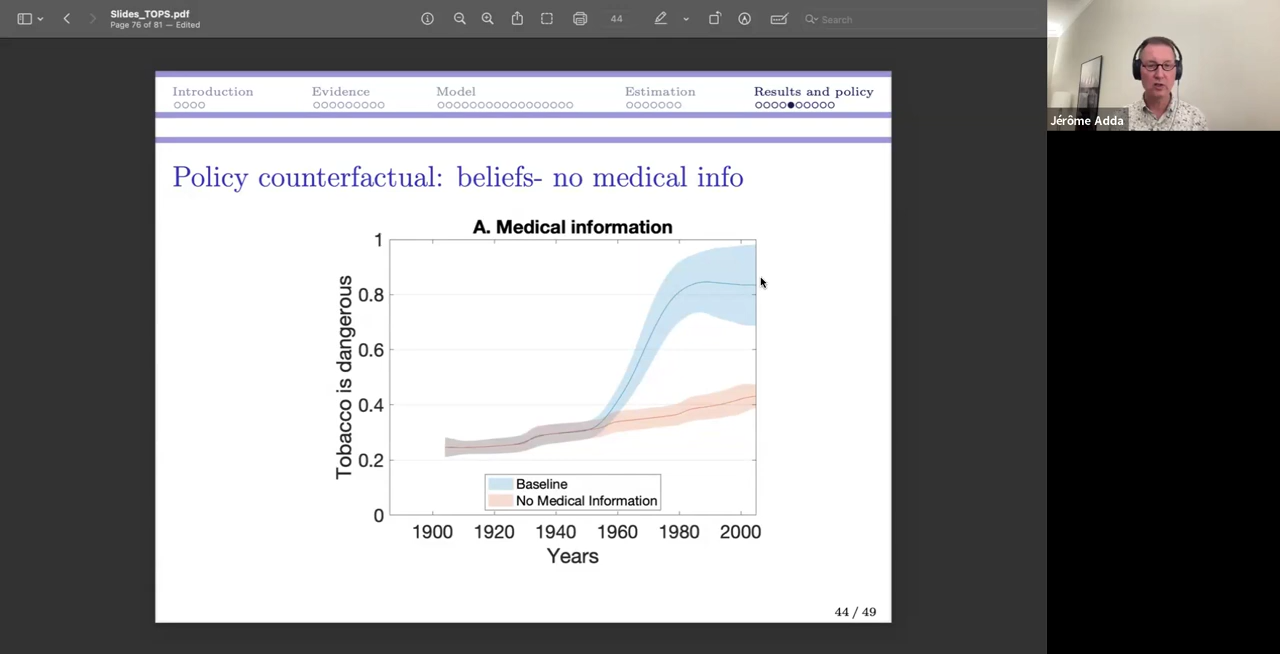 Slides_TOPS.pdf
Page 76 of 81 — Edited
44
Search
Jérôme Adda
Introduction Evidence Model Estimation Results and policy
Policy counterfactual: beliefs- no medical info
A. Medical information
Tobacco is dangerous
1
0.8
0.6
0.4
0.2
0
Baseline
No Medical Information
1900 1920 1940 1960 1980 2000
Years
44 / 49